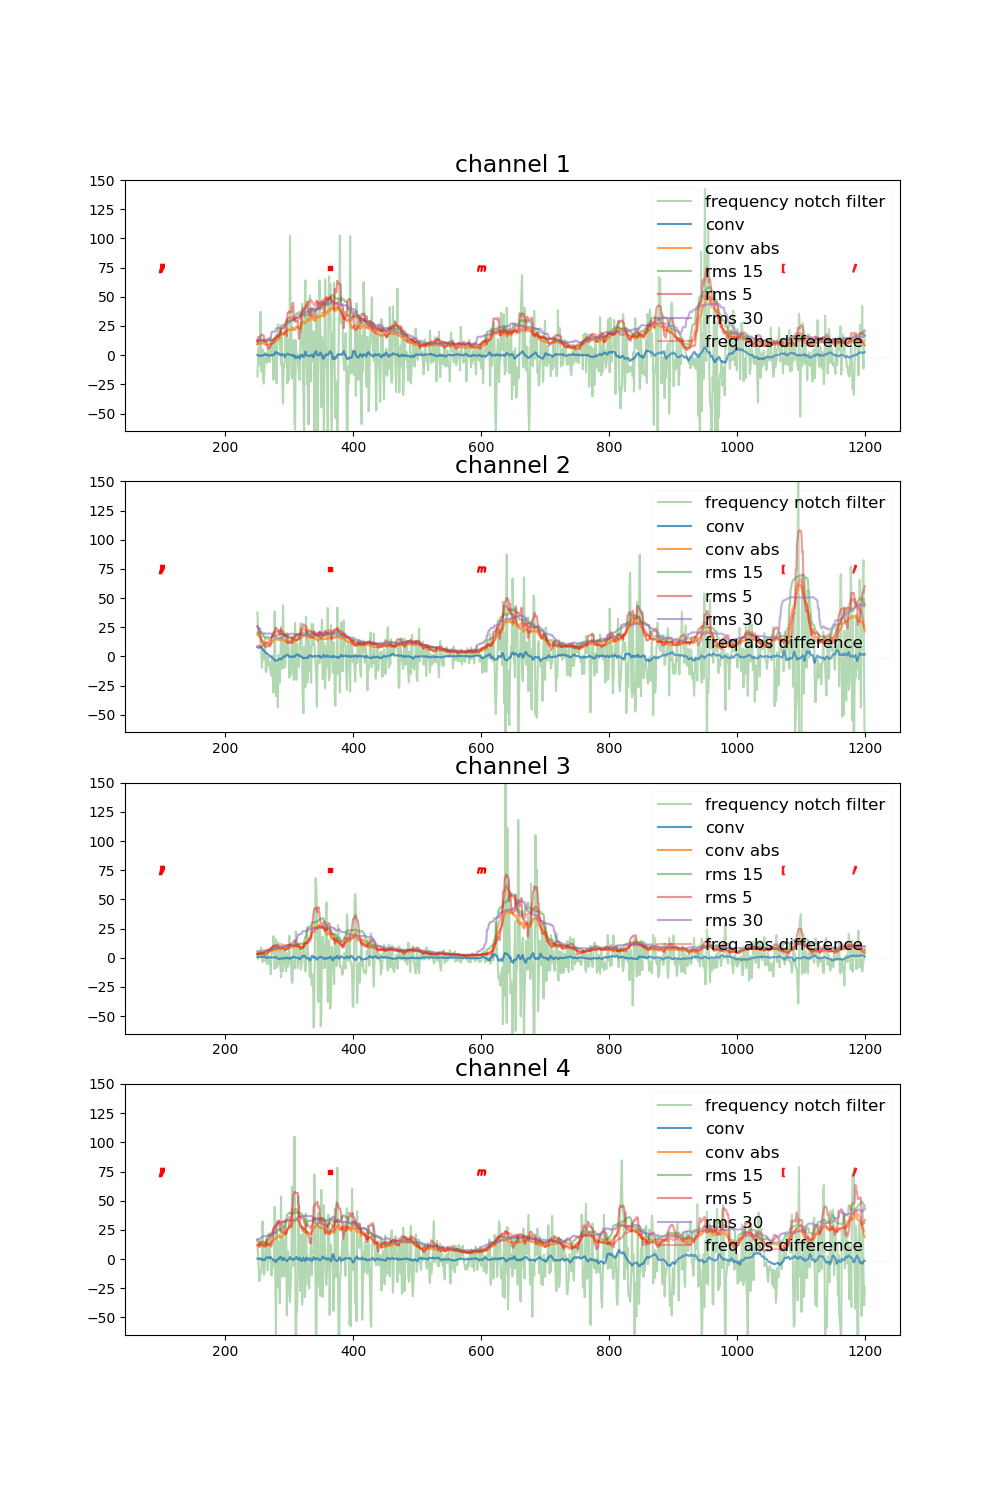 channel 1
150
125
100
75
50
25
0
−25
−50
frequency notch filter
conv
conv abs
rms 15
rms 5
rms 30
freq abs difference
m [ /
200 400 600 800 1000 1200
channel 2
150
125
100
75
50
25
0
−25
−50
frequency notch filter
conv
conv abs
rms 15
rms 5
rms 30
freq abs difference
m [ /
200 400 600 800 1000 1200
channel 3
150
125
100
75
50
25
0
−25
−50
frequency notch filter
conv
conv abs
rms 15
rms 5
rms 30
freq abs difference
m [ /
200 400 600 800 1000 1200
channel 4
150
125
100
75
50
25
0
−25
−50
frequency notch filter
conv
conv abs
rms 15
rms 5
rms 30
freq abs difference
m [ /
200 400 600 800 1000 1200